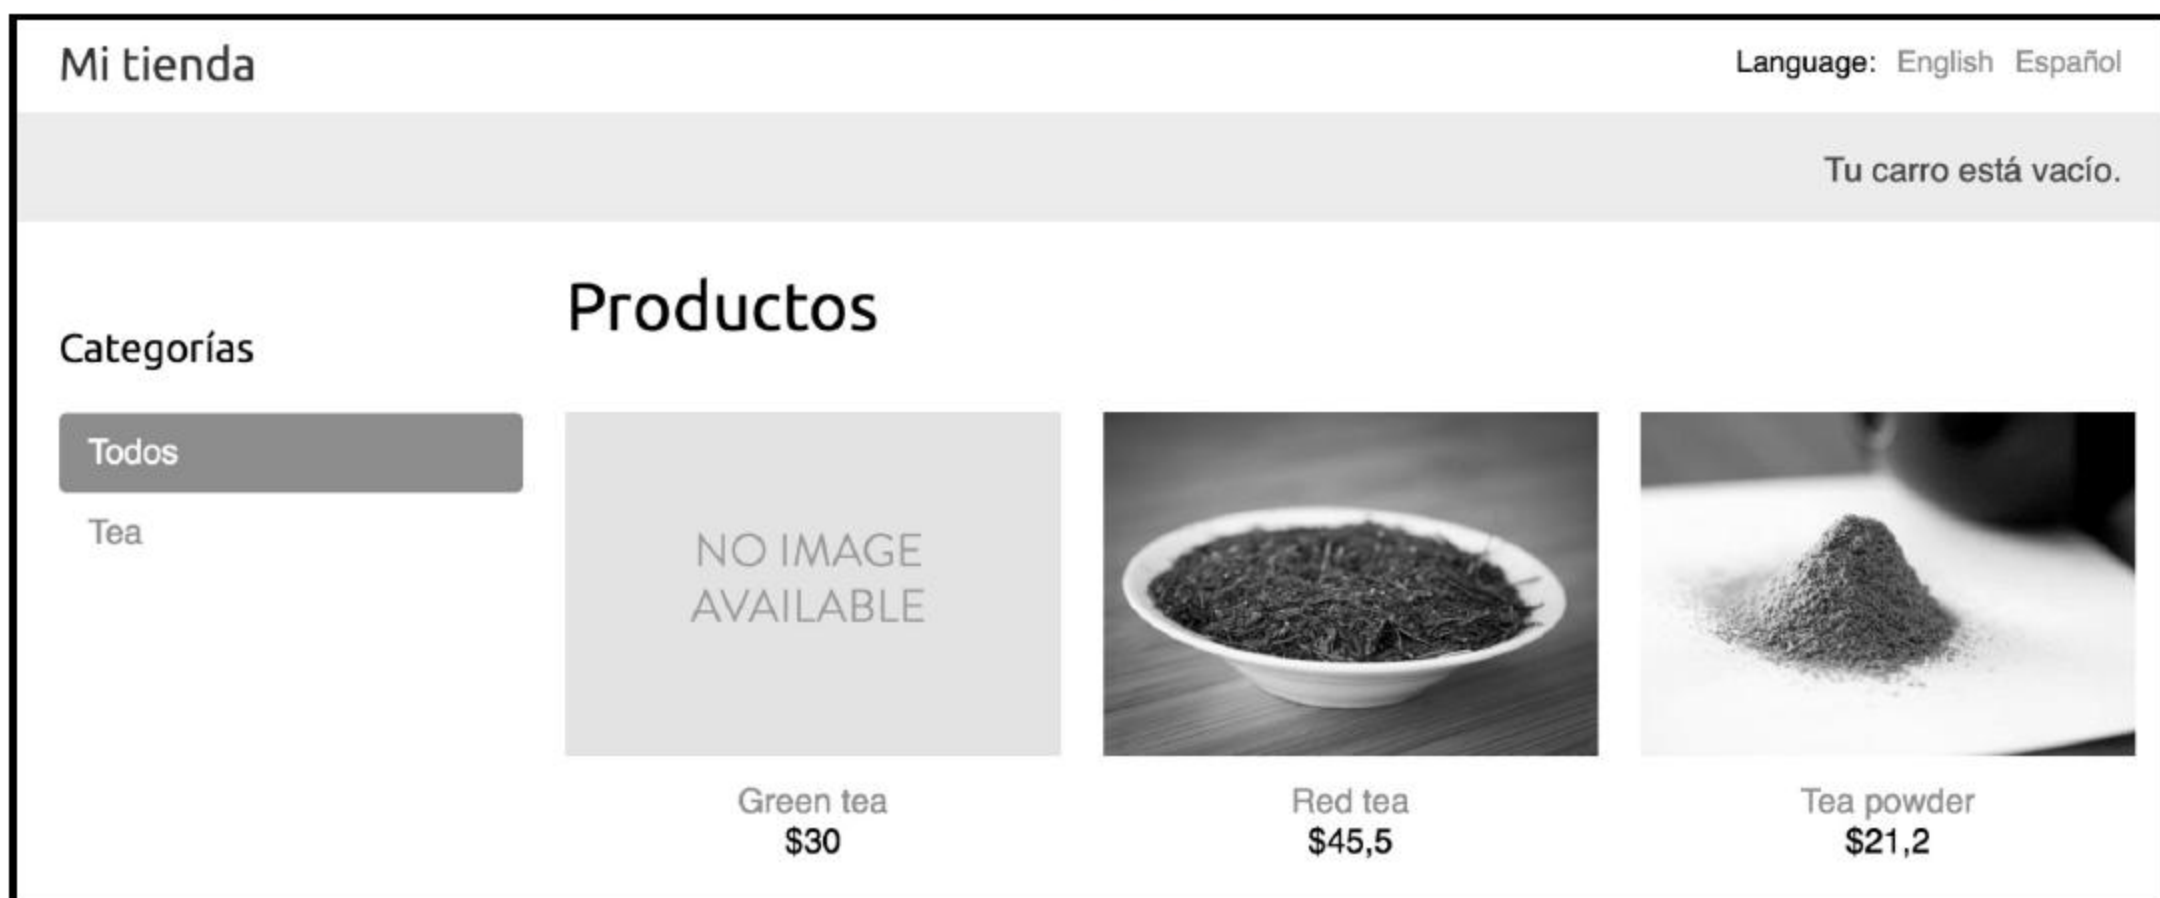 Mi tienda
Language: English Español
Tu carro está vacío.
Categorías
Todos
Tea
Productos
NO IMAGE
AVAILABLE
Green tea
$30
Red tea
$45,5
Tea powder
$21,2